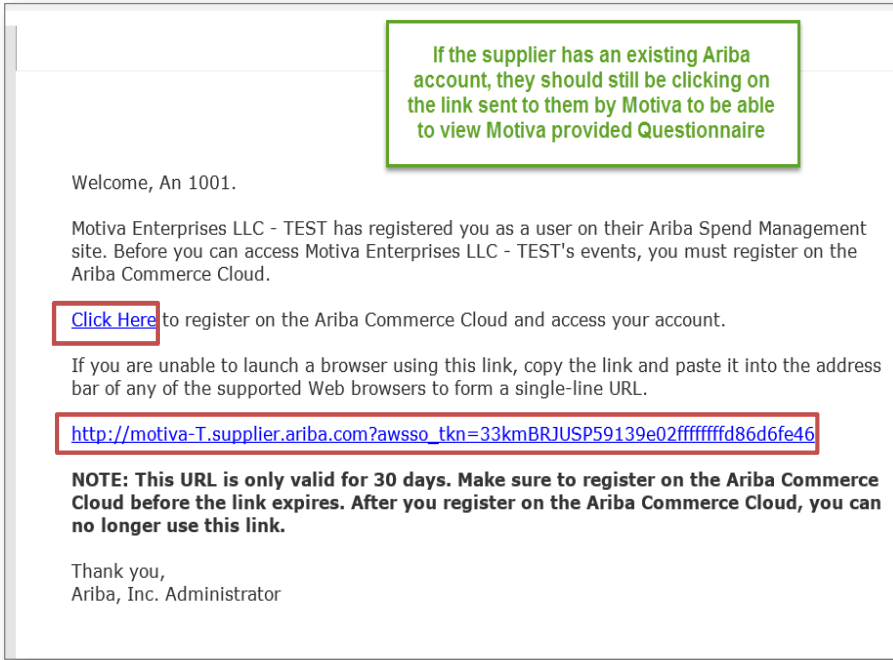 If the supplier has an existing Ariba
account, they should still be clicking on
the link sent to them by Motiva to be able
to view Motiva provided Questionnaire
Welcome, An 1001.
Motiva Enterprises LLC - TEST has registered you as a user on their Ariba Spend Management
site. Before you can access Motiva Enterprises LLC - TEST's events, you must register on the
Ariba Commerce Cloud.
Click Here to register on the Ariba Commerce Cloud and access your account.
If you are unable to launch a browser using this link, copy the link and paste it into the address
bar of any of the supported Web browsers to form a single-line URL.
http://motiva-T.supplier.ariba.com?awsso_tkn=33kmBRJUSP59139e02ffffffffd86d6fe46
NOTE: This URL is only valid for 30 days. Make sure to register on the Ariba Commerce
Cloud before the link expires. After you register on the Ariba Commerce Cloud, you can
no longer use this link.
Thank you,
Ariba, Inc. Administrator